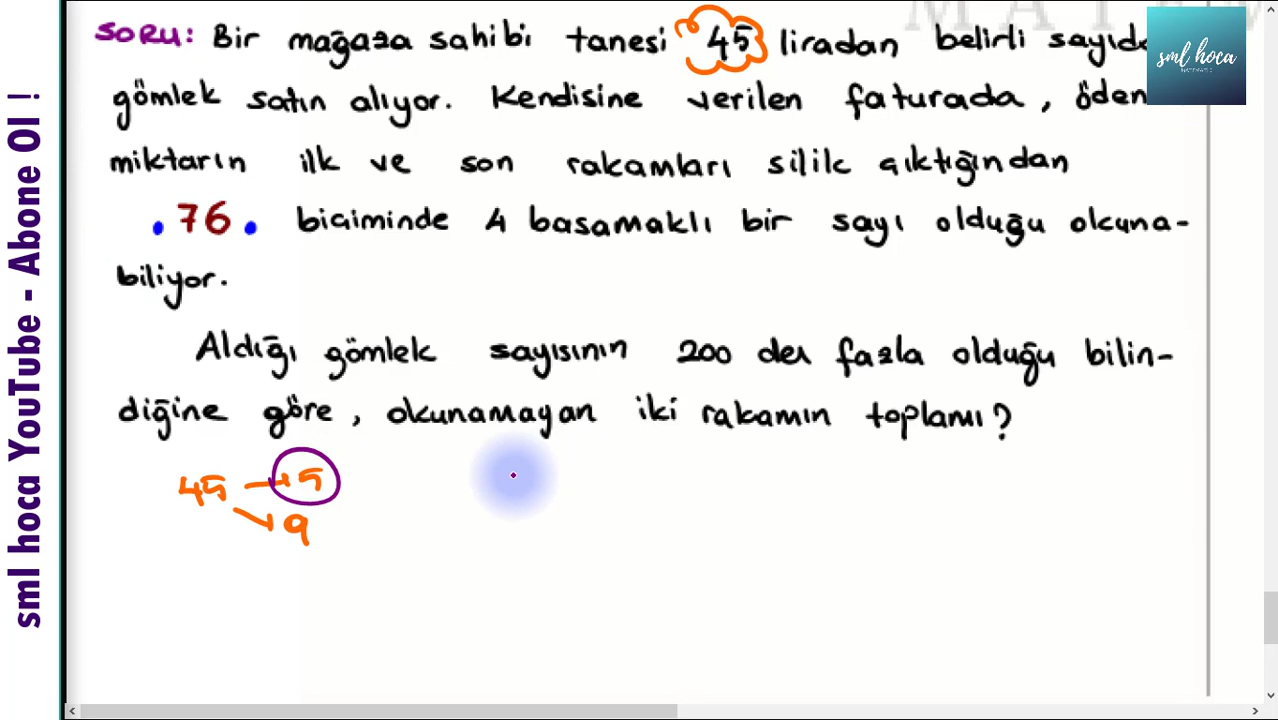 SORU: Bir mağaza sahibi tanesi 45 liradan belirli
gömlek satın alıyor. Kendisine verilen faturada,
miktarın ilk ve son rakamları silik çıktığından
.76. biçiminde 4 basamaklı bir sayı olduğu okuna-
biliyor.
Aldığı gömlek sayısının 200 den fazla olduğu bilin-
diğine göre, okunamayan iki rakamın toplamı?
45 → 5
→ 9
sml hoca YouTube - Abone Ol !
sml hoca